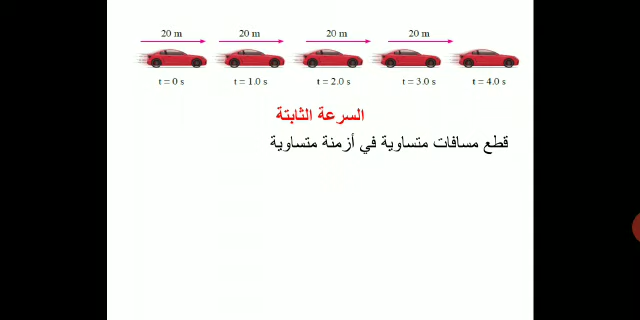 20 m 20 m 20 m 20 m
t = 0 s t = 1.0 s t = 2.0 s t = 3.0 s t = 4.0 s
السرعة الثابتة
قطع مسافات متساوية في أزمنة متساوية